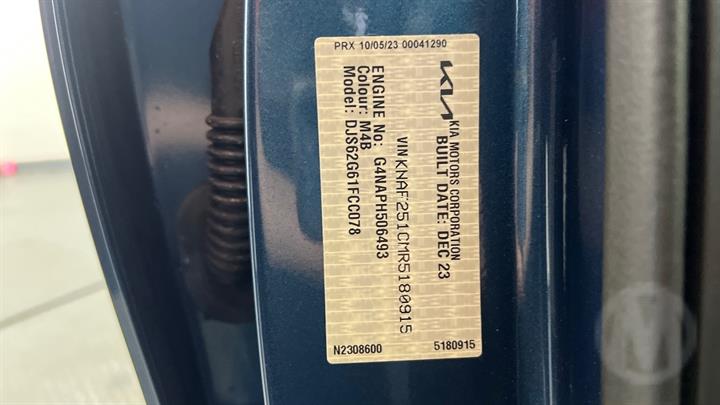 PRX 10/05/23 00041290
KIA
KIA MOTORS CORPORATION
BUILT DATE: DEC 23
VIN KNAF251CMR5180915
ENGINE No: G4NAPH506493
Colour: M4B
Model: DJS62G61FCC078
N2308600 5180915